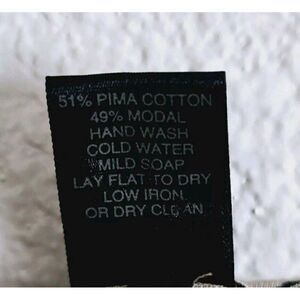 51% PIMA COTTON
49% MODAL
HAND WASH
COLD WATER
MILD SOAP
LAY FLAT TO DRY
LOW IRON
OR DRY CLEAN